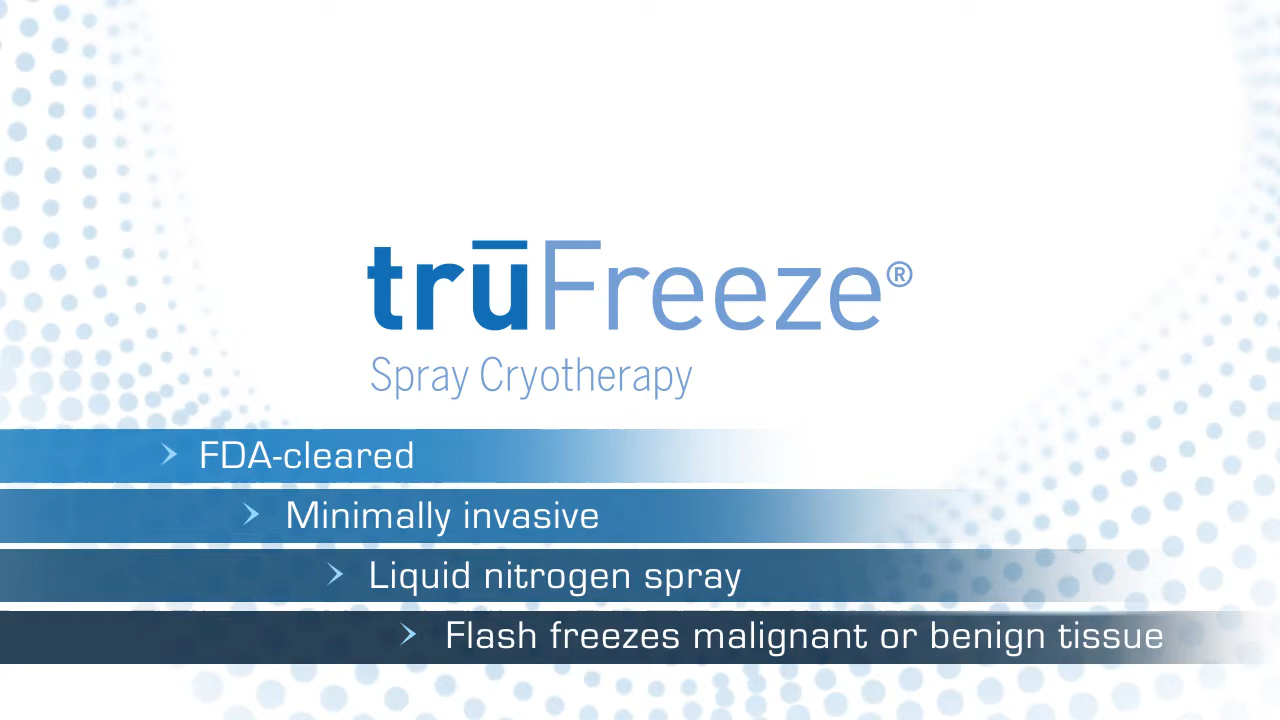 trūFreeze®
Spray Cryotherapy
FDA-cleared
Minimally invasive
Liquid nitrogen spray
Flash freezes malignant or benign tissue